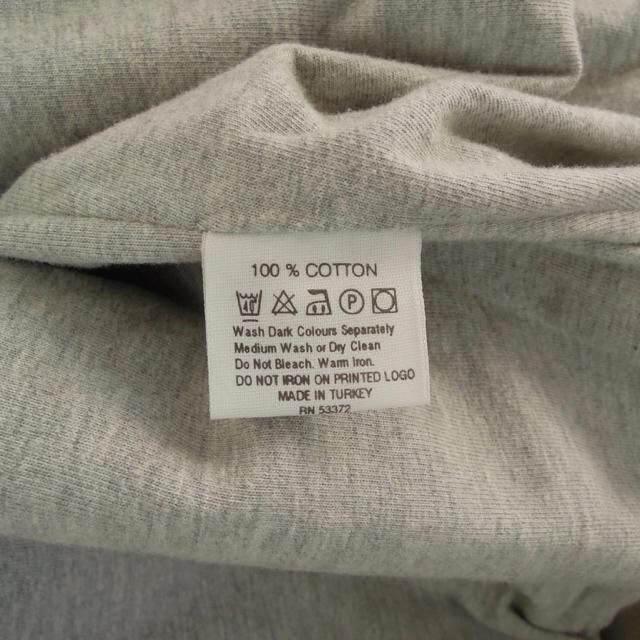 100 % COTTON
40 P
Wash Dark Colours Separately
Medium Wash or Dry Clean
Do Not Bleach. Warm Iron.
DO NOT IRON ON PRINTED LOGO
MADE IN TURKEY
RN 53372